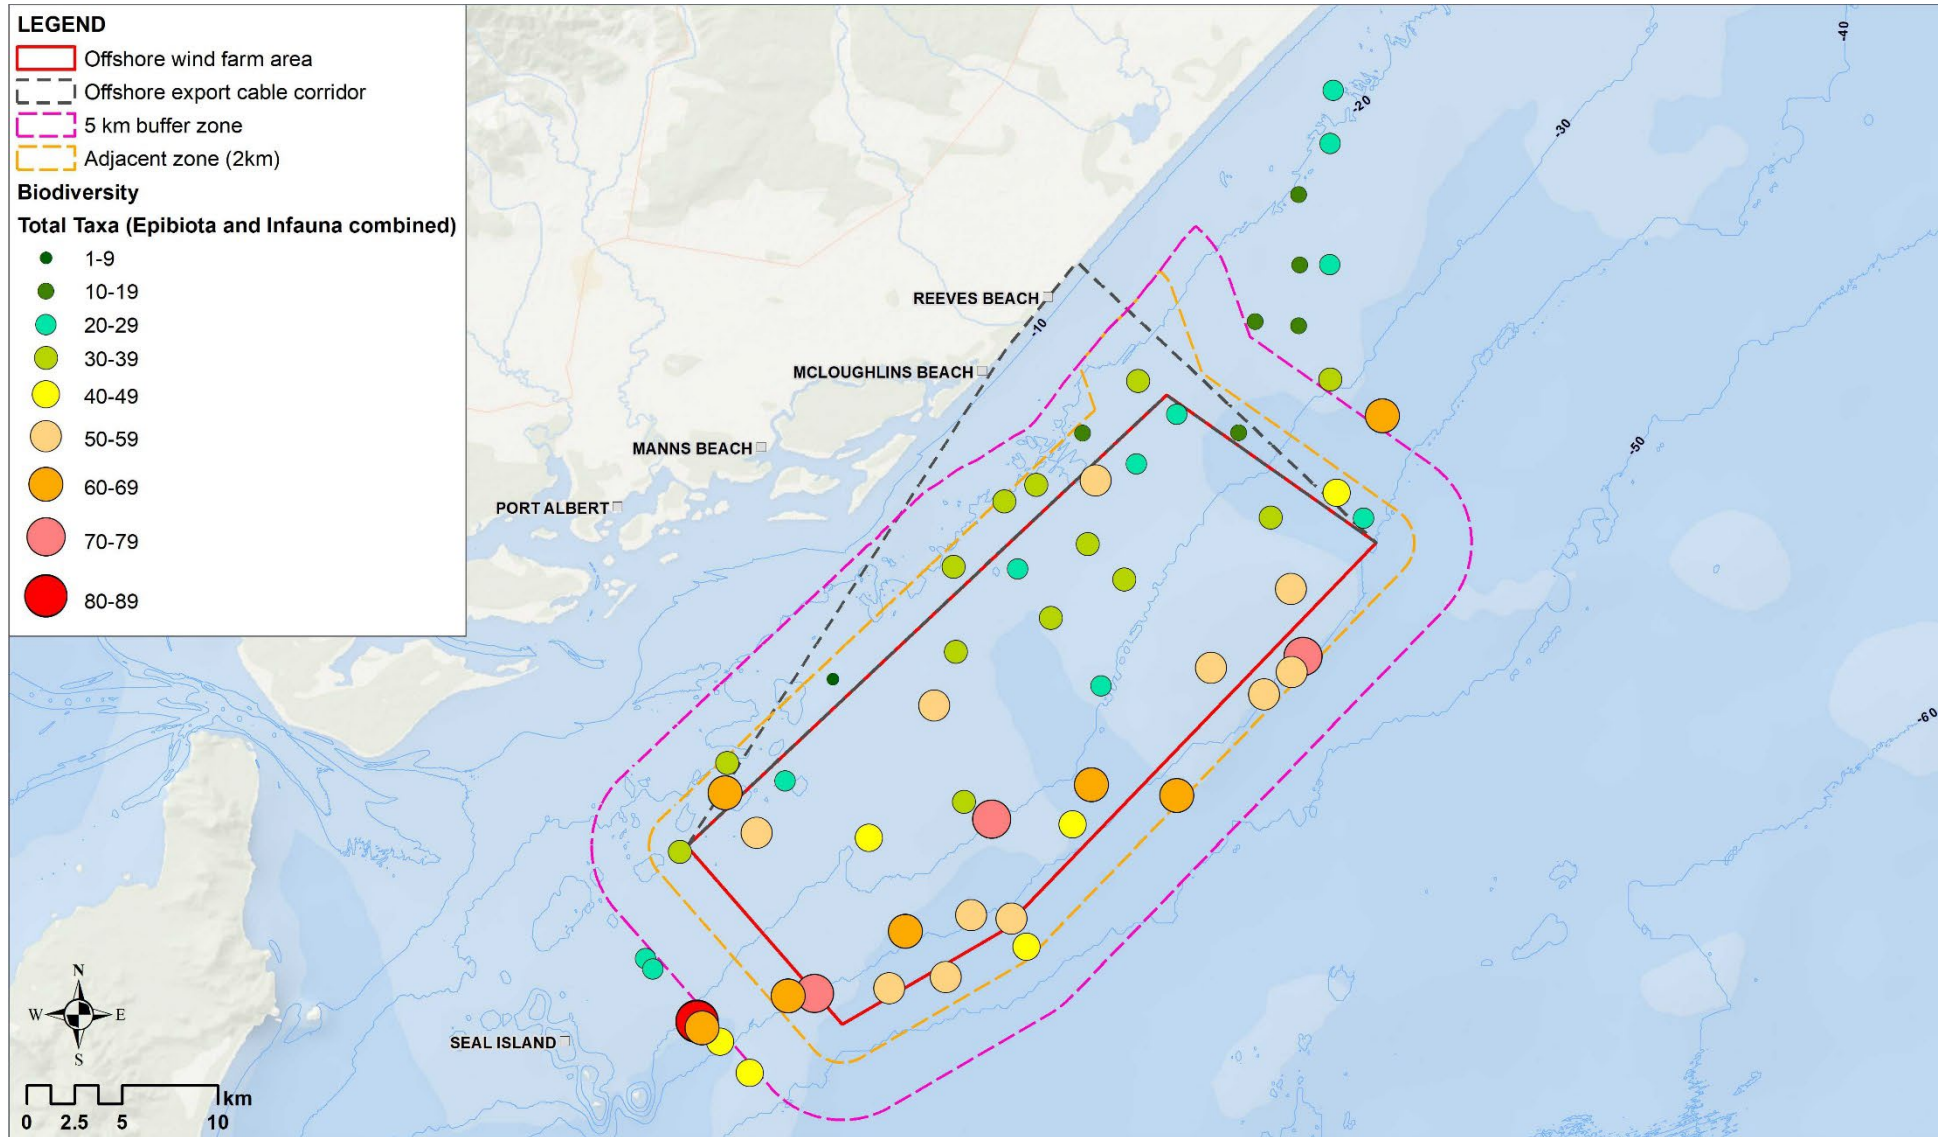 LEGEND
Offshore wind farm area
Offshore export cable corridor
5 km buffer zone
Adjacent zone (2km)
Biodiversity
Total Taxa (Epibiota and Infauna combined)
1-9
10-19
20-29
30-39
40-49
50-59
60-69
70-79
80-89
-40
-20
-30
REEVES BEACH
-10
MCLOUGHLINS BEACH
MANNS BEACH
-50
PORT ALBERT
-60
N
W E
S
SEAL ISLAND
km
0 2.5 5 10